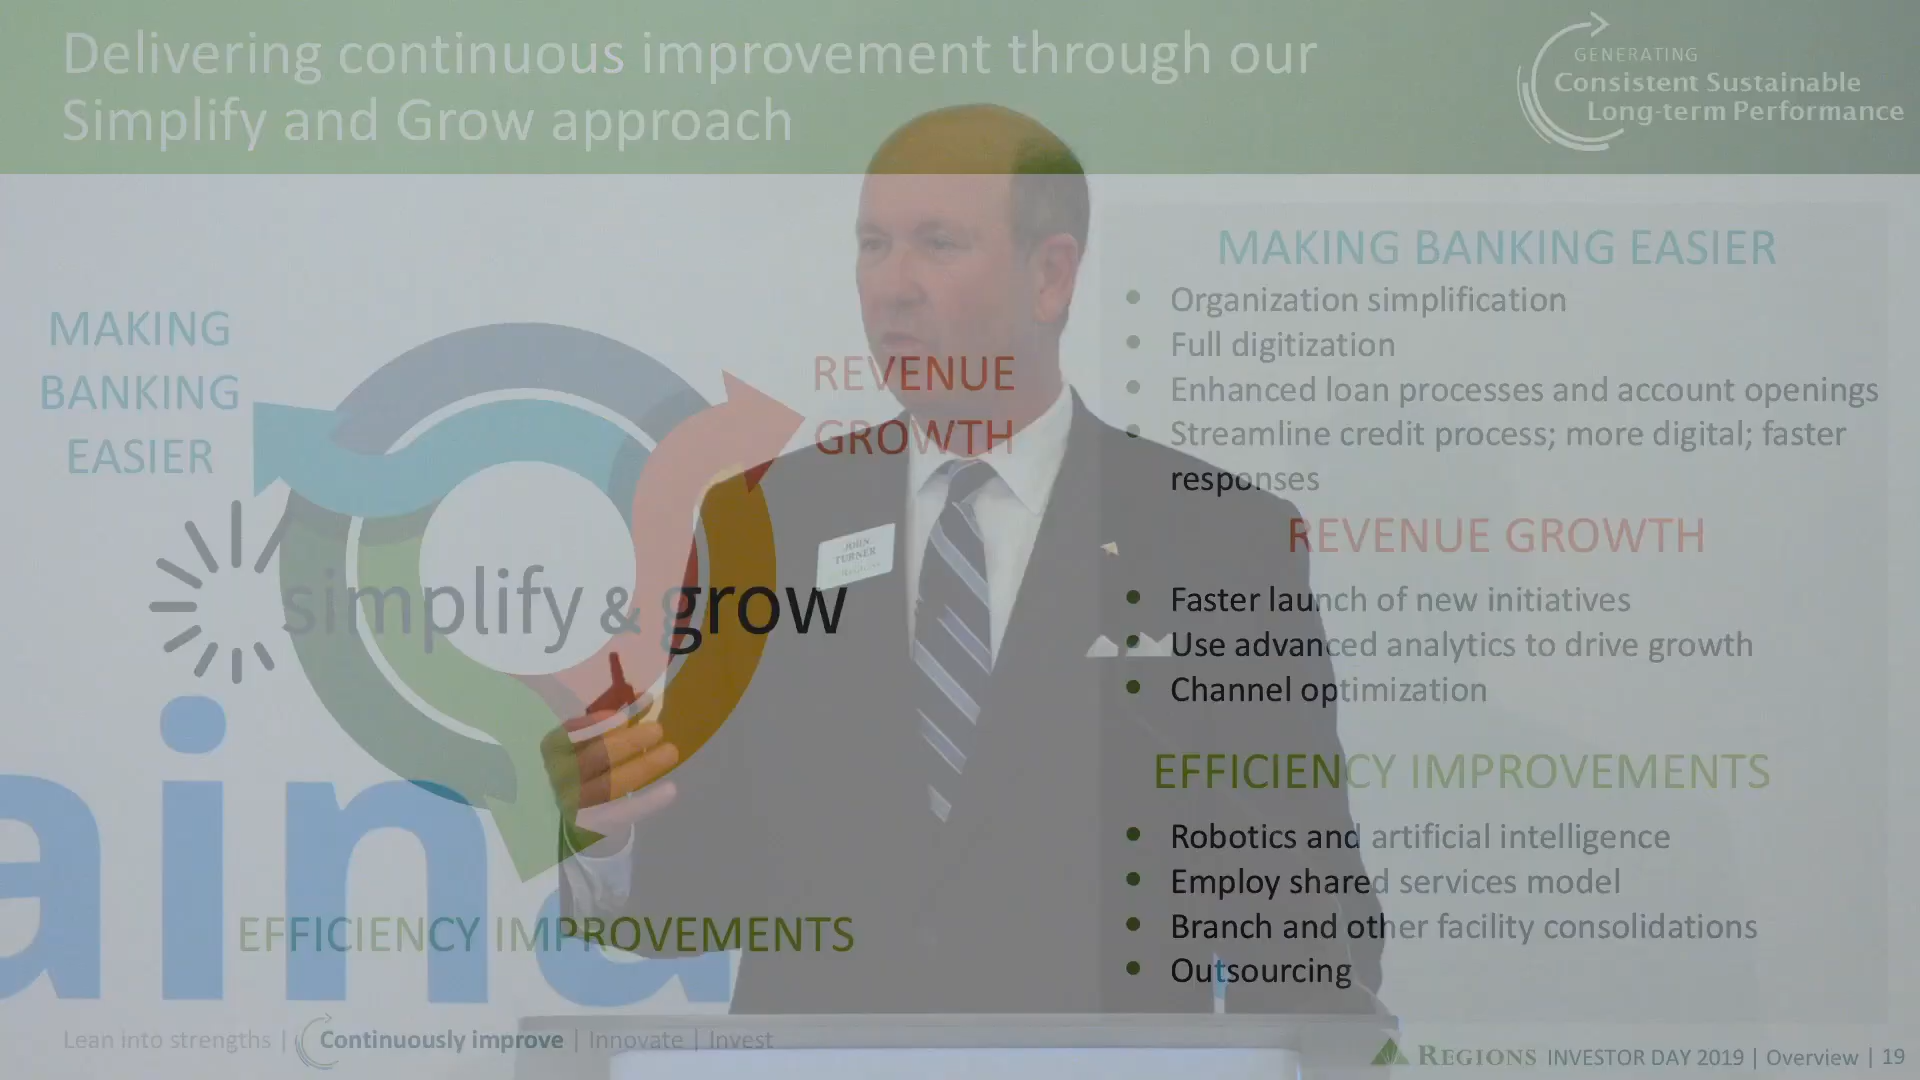 Delivering continuous improvement through our
Simplify and Grow approach
GENERATING
Consistent Sustainable
Long-term Performance
MAKING
BANKING
EASIER
REVENUE
GROWTH
simplify & grow
EFFICIENCY IMPROVEMENTS
JOHN
TURNER
MAKING BANKING EASIER
• Organization simplification
• Full digitization
• Enhanced loan processes and account openings
• Streamline credit process; more digital; faster
responses
REVENUE GROWTH
• Faster launch of new initiatives
• Use advanced analytics to drive growth
• Channel optimization
EFFICIENCY IMPROVEMENTS
• Robotics and artificial intelligence
• Employ shared services model
• Branch and other facility consolidations
• Outsourcing
aina
Lean into strengths | Continuously improve | Innovate | Invest
REGIONS INVESTOR DAY 2019 | Overview | 19